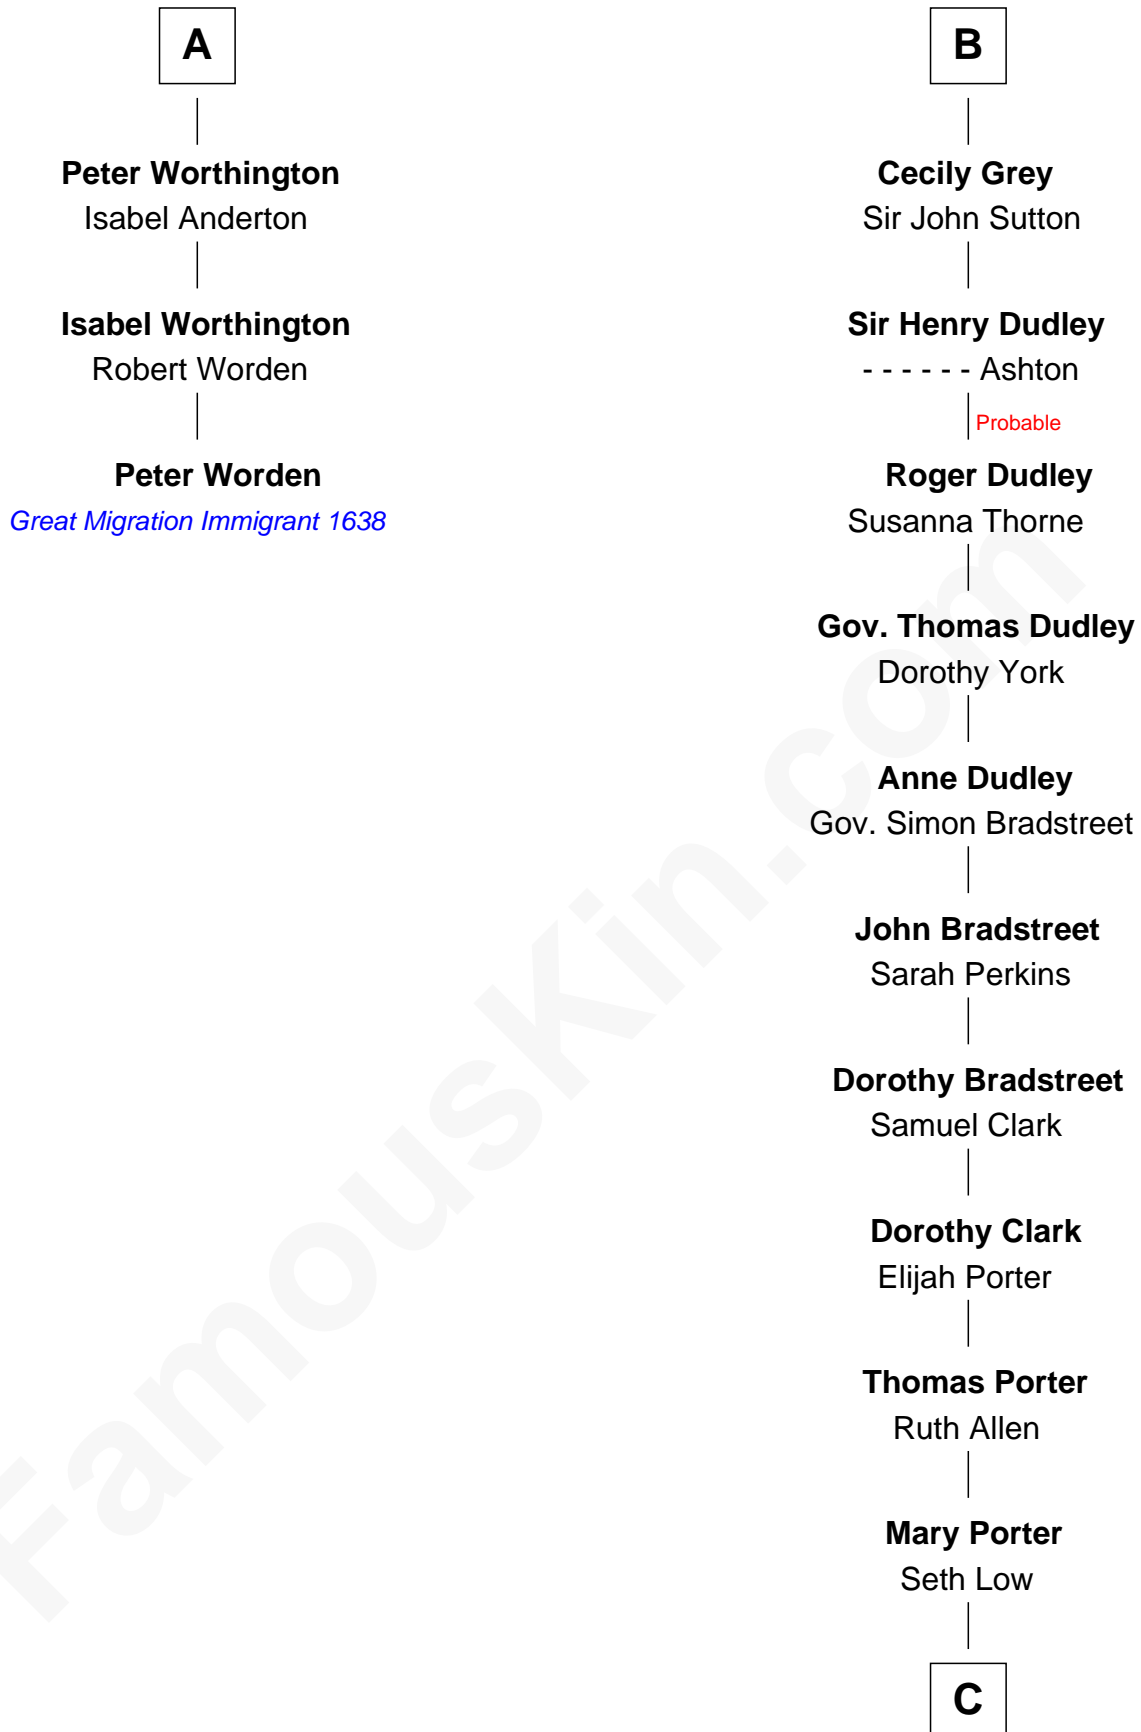 A
Peter Worthington
Isabel Anderton
Isabel Worthington
Robert Worden
Peter Worden
Great Migration Immigrant 1638
B
Cecily Grey
Sir John Sutton
Sir Henry Dudley
- - - - - - Ashton
Probable
Roger Dudley
Susanna Thorne
Gov. Thomas Dudley
Dorothy York
Anne Dudley
Gov. Simon Bradstreet
John Bradstreet
Sarah Perkins
Dorothy Bradstreet
Samuel Clark
Dorothy Clark
Elijah Porter
Thomas Porter
Ruth Allen
Mary Porter
Seth Low
C
FamousKin.com